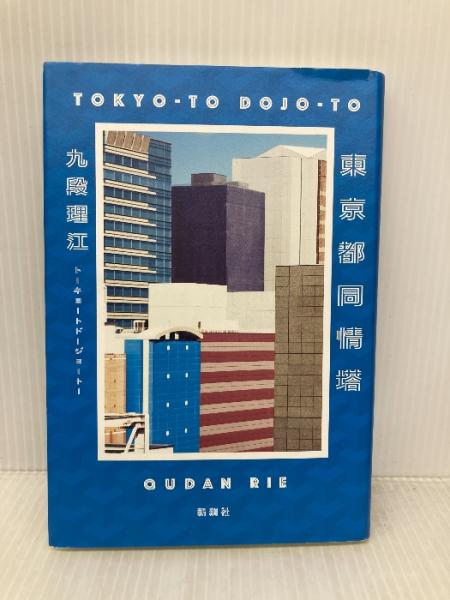 TOKYO-TO DOJO-TO
東京都同情塔
九段理江
トーキョートドージョートー
QUDAN RIE
新潮社